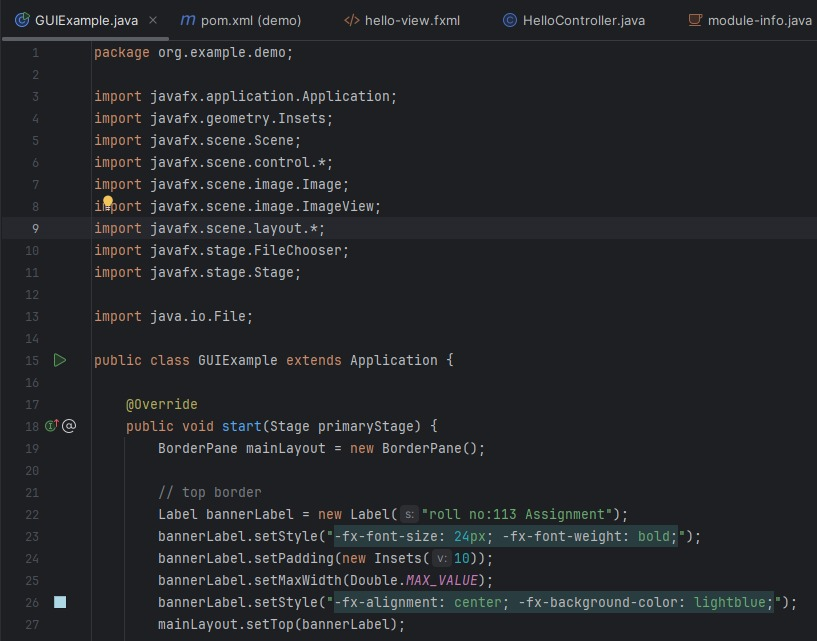 GUIExample.java × m pom.xml (demo) </> hello-view.fxml © HelloController.java module-info.java
1 package org.example.demo;
2
3 import javafx.application.Application;
4 import javafx.geometry.Insets;
5 import javafx.scene.Scene;
6 import javafx.scene.control.*;
7 import javafx.scene.image.Image;
8 import javafx.scene.image.ImageView;
9 import javafx.scene.layout.*;
10 import javafx.stage.FileChooser;
11 import javafx.stage.Stage;
12
13 import java.io.File;
14
15 public class GUIExample extends Application {
16
17 @Override
18 @ public void start(Stage primaryStage) {
19 BorderPane mainLayout = new BorderPane();
20
21 // top border
22 Label bannerLabel = new Label( s: "roll no:113 Assignment");
23 bannerLabel.setStyle("-fx-font-size: 24px; -fx-font-weight: bold;");
24 bannerLabel.setPadding(new Insets( v: 10));
25 bannerLabel.setMaxWidth(Double.MAX_VALUE);
26 bannerLabel.setStyle("-fx-alignment: center; -fx-background-color: lightblue;");
27 mainLayout.setTop(bannerLabel);